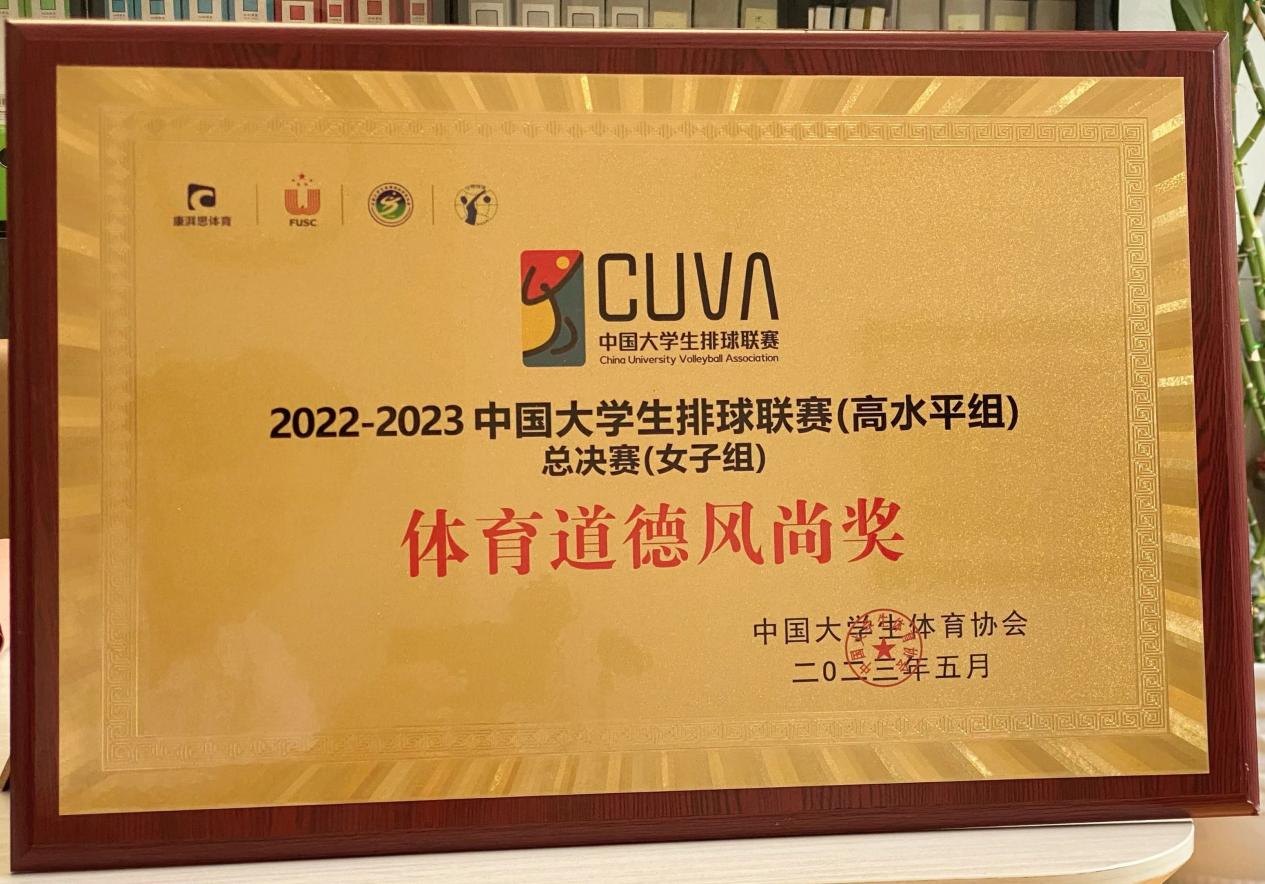 康湃思体育
FUSC
CUVA
中国大学生排球联赛
China University Volleyball Association
2022-2023 中国大学生排球联赛(高水平组)
总决赛(女子组)
体育道德风尚奖
中国大学生体育协会
二0二三年五月